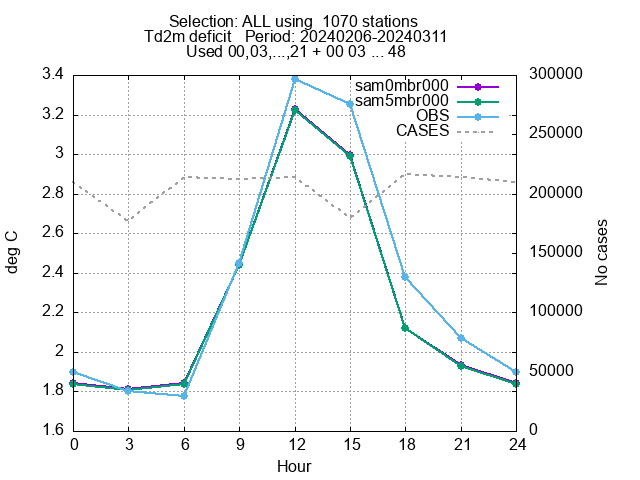 Selection: ALL using  1070 stations
Td2m deficit   Period: 20240206-20240311
Used 00,03,...,21 + 00 03 ... 48
sam0mbr000
sam5mbr000
OBS
CASES
3.4
3.2
3
2.8
2.6
2.4
2.2
2
1.8
1.6
deg C
300000
250000
200000
150000
100000
50000
0
No cases
0 3 6 9 12 15 18 21 24
Hour